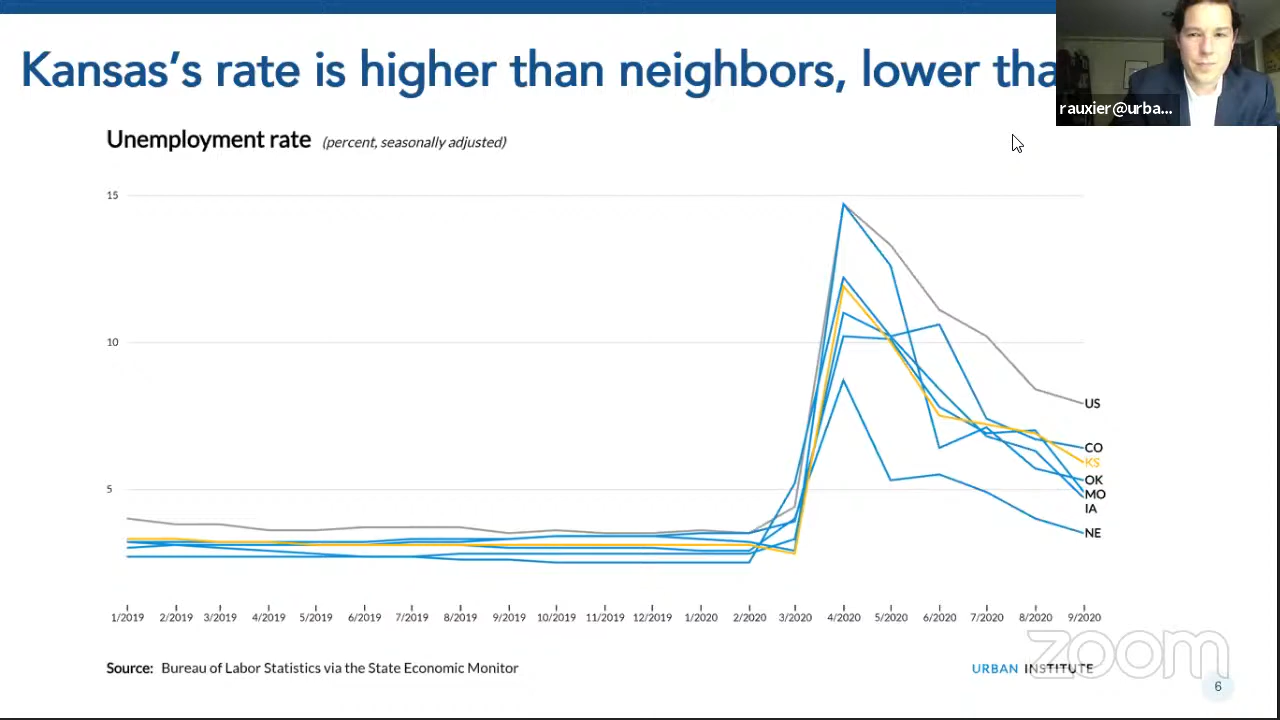 Kansas's rate is higher than neighbors, lower tha
rauxier@urba...
Unemployment rate (percent, seasonally adjusted)
15
10
5
US
CO
KS
OK
MO
IA
NE
1/2019 2/2019 3/2019 4/2019 5/2019 6/2019 7/2019 8/2019 9/2019 10/2019 11/2019 12/2019 1/2020 2/2020 3/2020 4/2020 5/2020 6/2020 7/2020 8/2020 9/2020
zoom
Source: Bureau of Labor Statistics via the State Economic Monitor
URBAN INSTITUTE
6